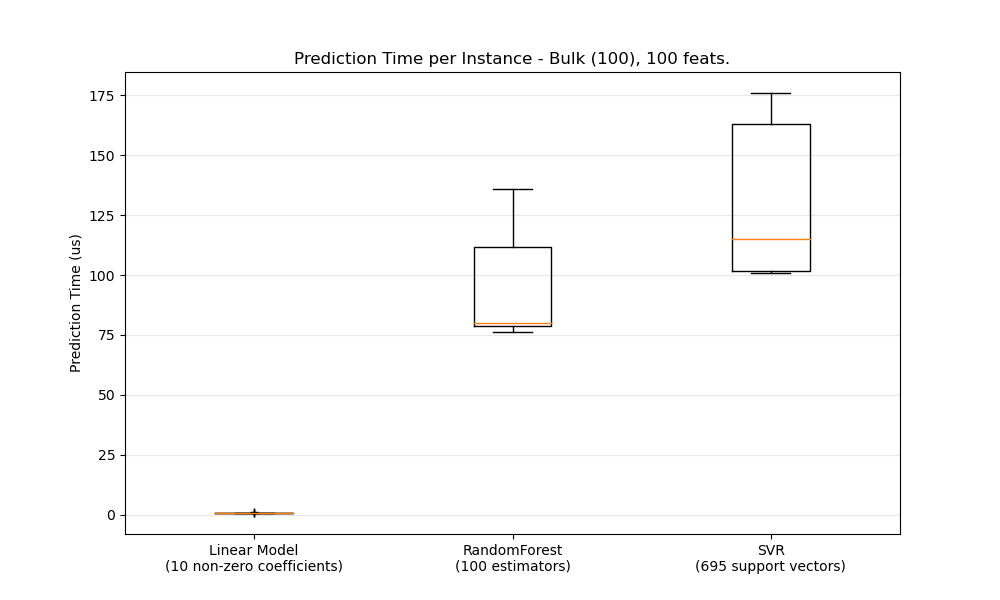 Prediction Time per Instance - Bulk (100), 100 feats.
Prediction Time (us)
175
150
125
100
75
50
25
0
Linear Model
(10 non-zero coefficients)
RandomForest
(100 estimators)
SVR
(695 support vectors)